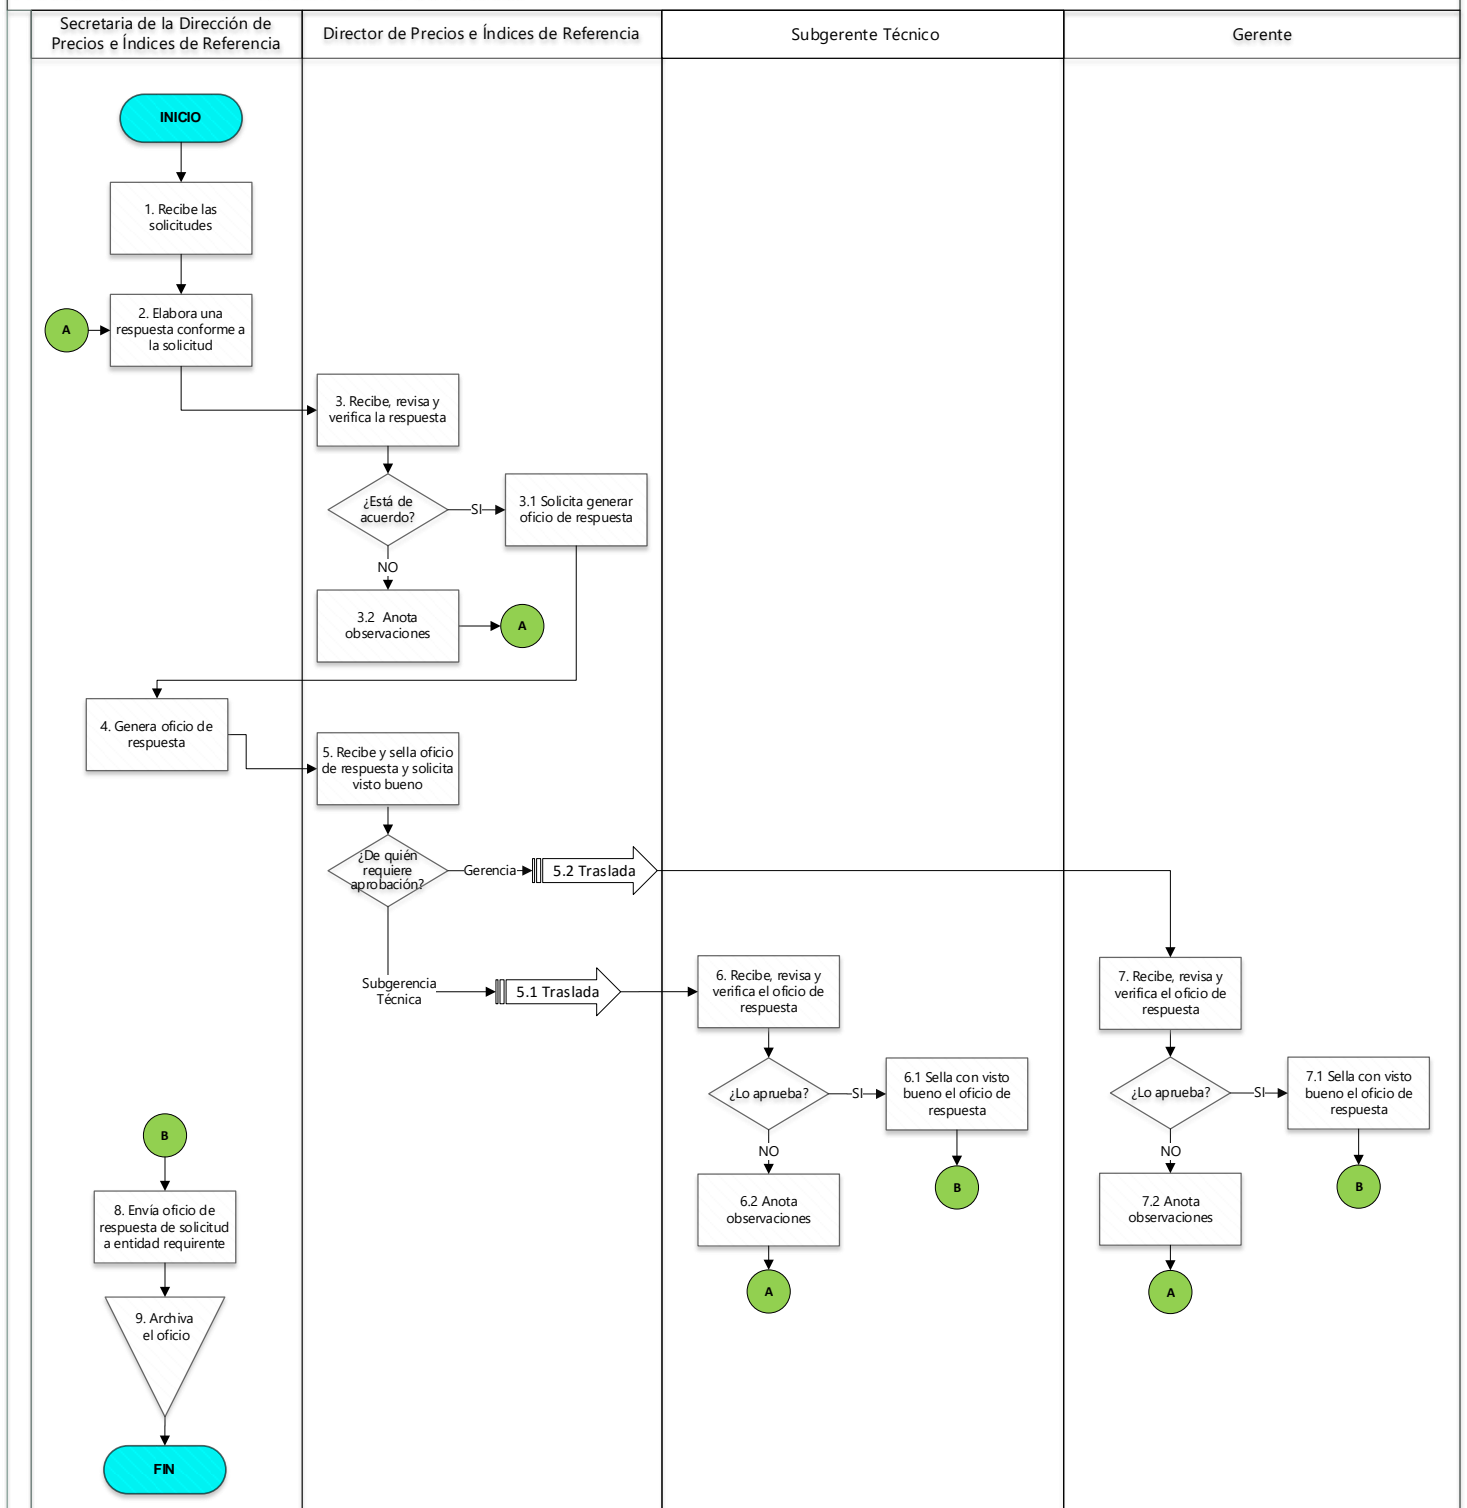 Secretaria de la Dirección de
Precios e Índices de Referencia
Director de Precios e Índices de Referencia
Subgerente Técnico
Gerente
INICIO
1. Recibe las
solicitudes
A
2. Elabora una
respuesta conforme a
la solicitud
3. Recibe, revisa y
verifica la respuesta
¿Está de
acuerdo?
SI
3.1 Solicita generar
oficio de respuesta
NO
3.2 Anota
observaciones
A
4. Genera oficio de
respuesta
5. Recibe y sella oficio
de respuesta y solicita
visto bueno
¿De quién
requiere
aprobación?
Gerencia
5.2 Traslada
Subgerencia
Técnica
5.1 Traslada
6. Recibe, revisa y
verifica el oficio de
respuesta
¿Lo aprueba?
SI
6.1 Sella con visto
bueno el oficio de
respuesta
NO
B
6.2 Anota
observaciones
A
7. Recibe, revisa y
verifica el oficio de
respuesta
¿Lo aprueba?
SI
7.1 Sella con visto
bueno el oficio de
respuesta
NO
B
7.2 Anota
observaciones
A
B
8. Envía oficio de
respuesta de solicitud
a entidad requirente
9. Archiva
el oficio
FIN